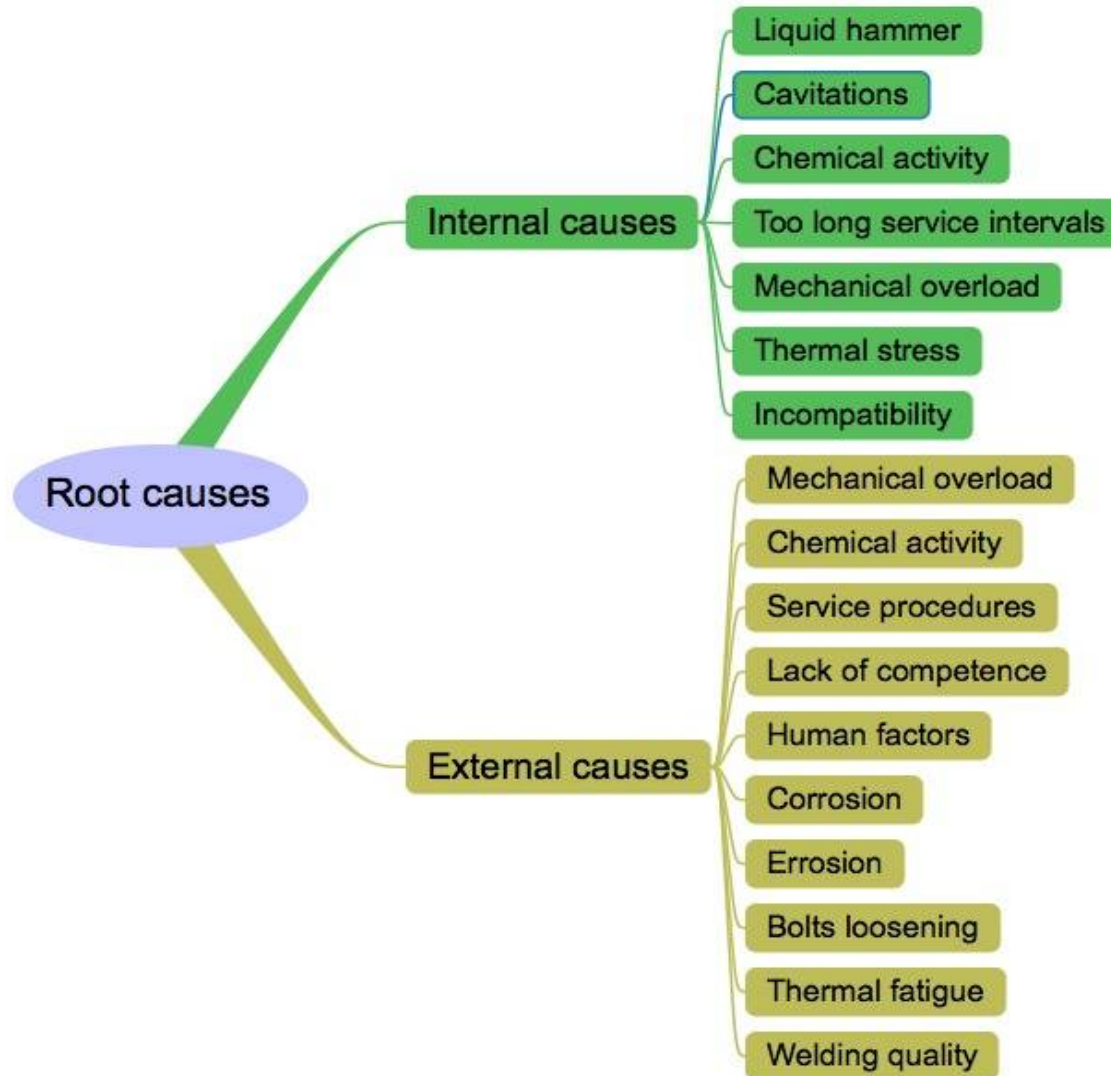 Root causes
Internal causes
Liquid hammer
Cavitations
Chemical activity
Too long service intervals
Mechanical overload
Thermal stress
Incompatibility
External causes
Mechanical overload
Chemical activity
Service procedures
Lack of competence
Human factors
Corrosion
Errosion
Bolts loosening
Thermal fatigue
Welding quality